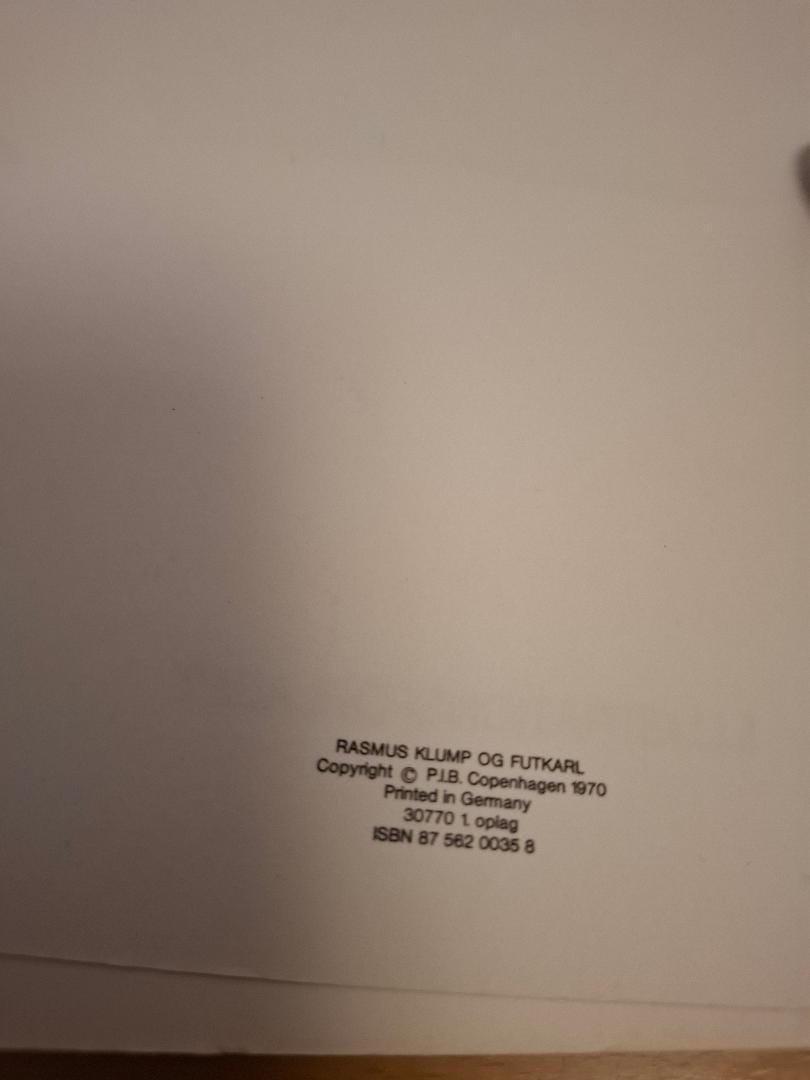 RASMUS KLUMP OG FUTKARL
Copyright © P.I.B. Copenhagen 1970
Printed in Germany
30770 1. oplag
ISBN 87 562 0035 8